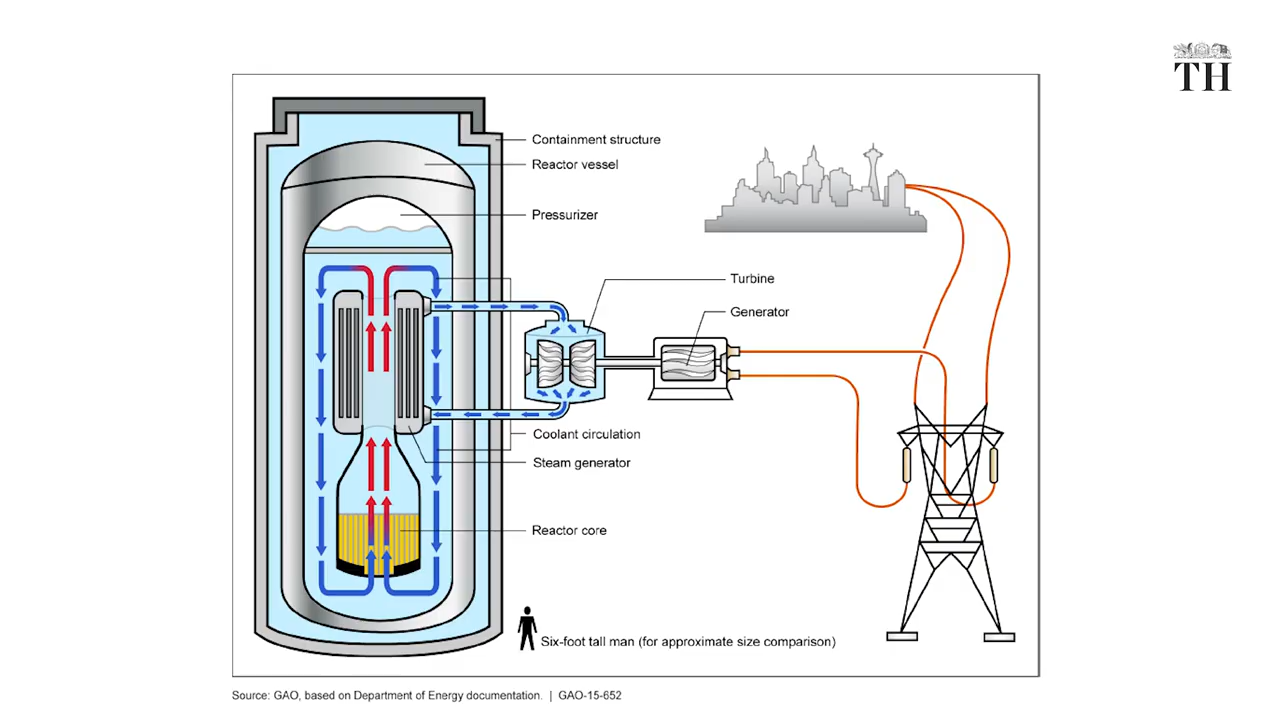 TH
Containment structure
Reactor vessel
Pressurizer
Turbine
Generator
Coolant circulation
Steam generator
Reactor core
Six-foot tall man (for approximate size comparison)
Source: GAO, based on Department of Energy documentation. | GAO-15-652